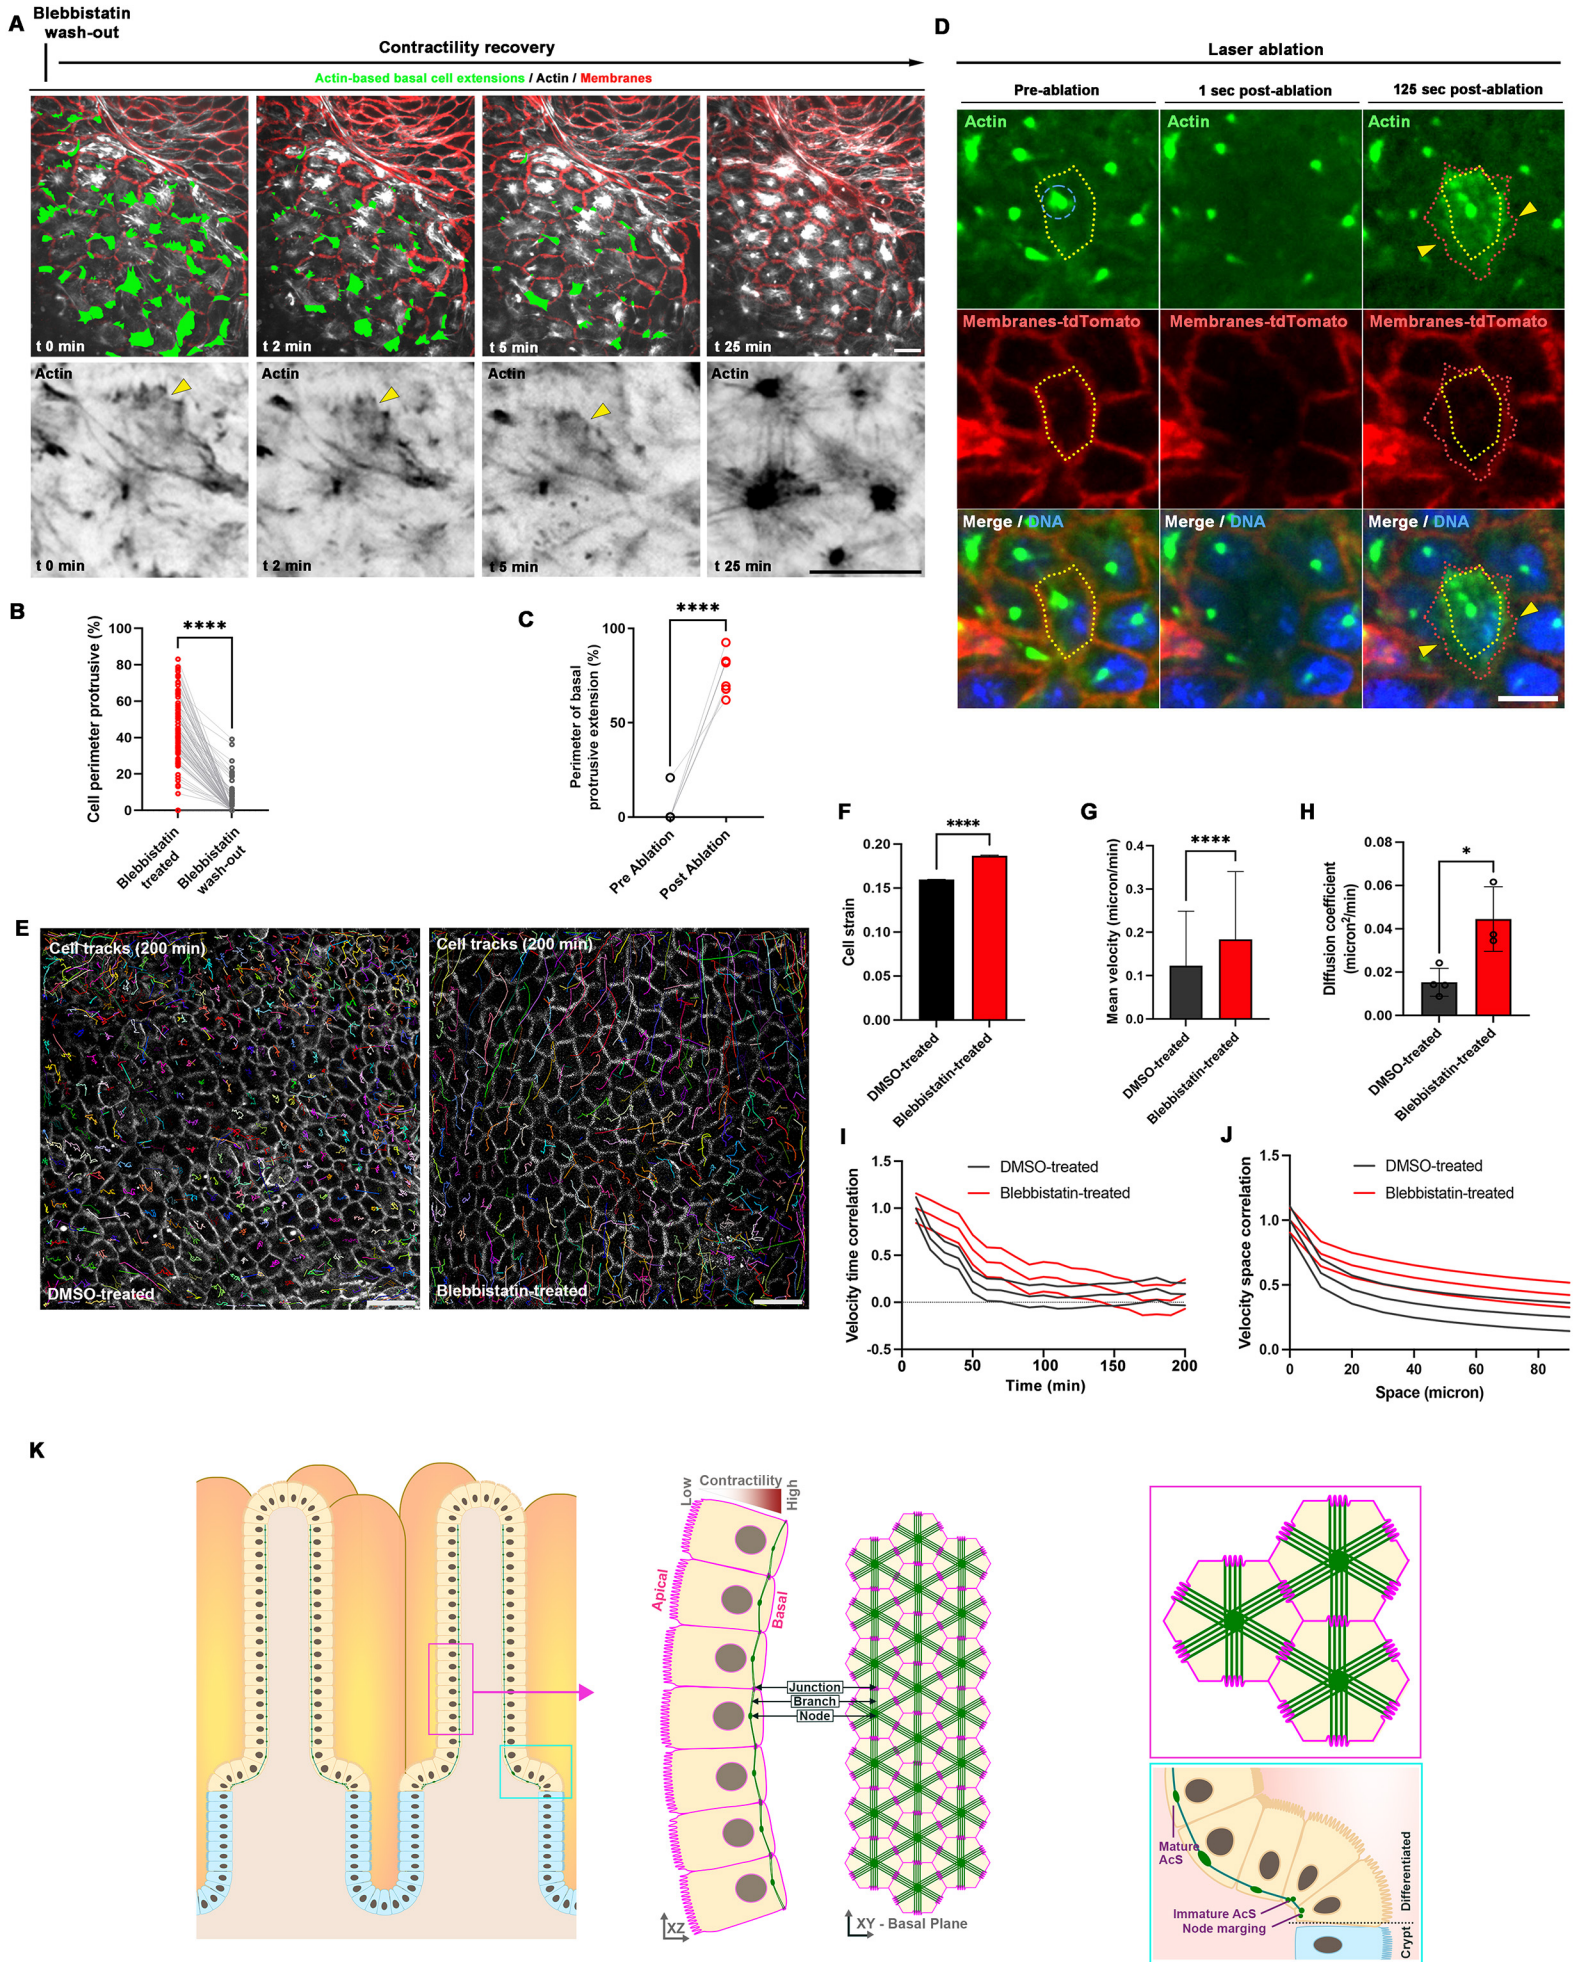 A
Blebbistatin
wash-out
Contractility recovery
Actin-based basal cell extensions / Actin / Membranes
t 0 min
t 2 min
t 5 min
t 25 min
Actin
Actin
Actin
Actin
t 0 min
t 2 min
t 5 min
t 25 min
D
Laser ablation
Pre-ablation
1 sec post-ablation
125 sec post-ablation
Actin
Actin
Actin
Membranes-tdTomato
Membranes-tdTomato
Membranes-tdTomato
Merge / DNA
Merge / DNA
Merge / DNA
B
Cell perimeter protrusive (%)
100
80
60
40
20
0
****
Blebbistatin
treated
Blebbistatin
wash-out
C
Perimeter of basal
protrusive extension (%)
100
50
0
****
Pre Ablation
Post Ablation
E
Cell tracks (200 min)
DMSO-treated
Cell tracks (200 min)
Blebbistatin-treated
F
Cell strain
0.20
0.15
0.10
0.05
0.00
****
DMSO-treated
Blebbistatin-treated
G
Mean velocity (micron/min)
0.4
0.3
0.2
0.1
0.0
****
DMSO-treated
Blebbistatin-treated
H
DIffusion coefficient
(micron2/min)
0.08
0.06
0.04
0.02
0.00
*
DMSO-treated
Blebbistatin-treated
I
Velocity time correlation
1.5
1.0
0.5
0.0
-0.5
DMSO-treated
Blebbistatin-treated
0 50 100 150 200
Time (min)
J
Velocity space correlation
1.5
1.0
0.5
0.0
DMSO-treated
Blebbistatin-treated
0 20 40 60 80
Space (micron)
K
Low
Contractility
High
Apical
Basal
Junction
Branch
Node
XZ
XY - Basal Plane
Mature
AcS
Immature AcS
Node marging
Differentiated
Crypt